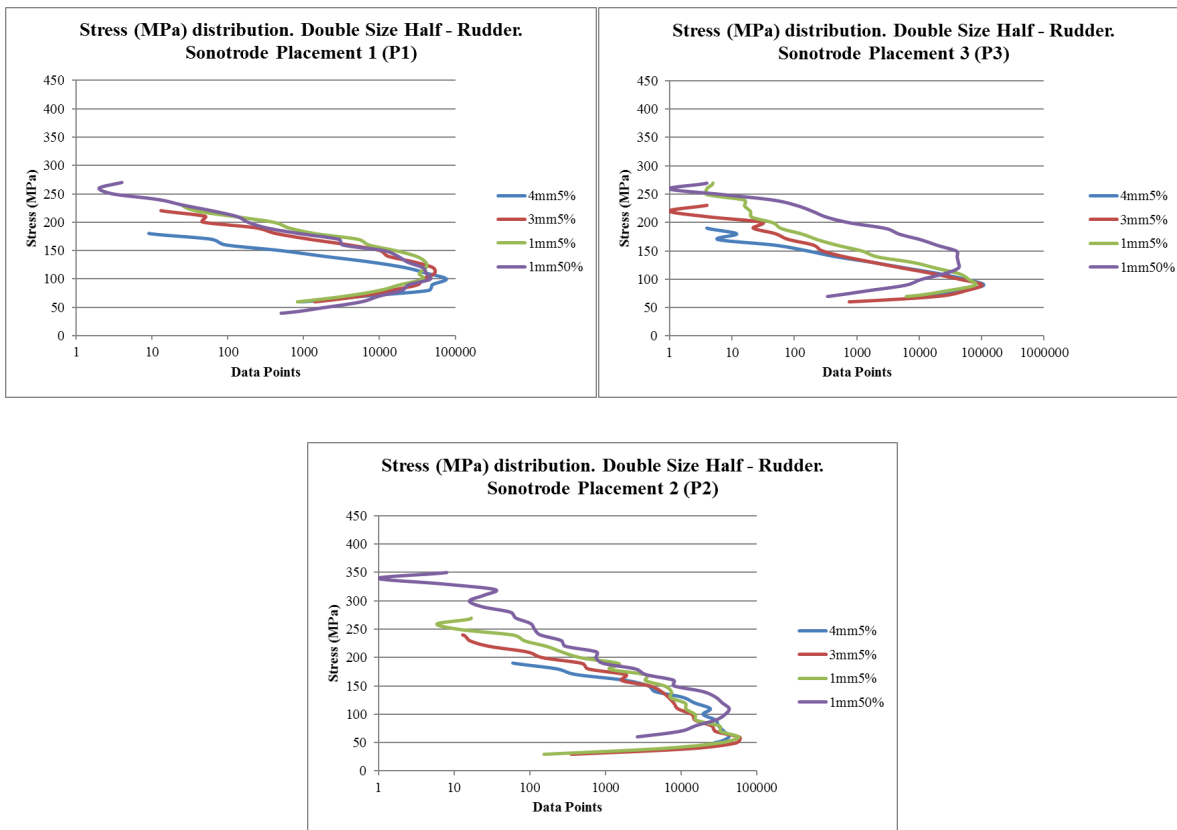 Stress (MPa) distribution. Double Size Half - Rudder.
Sonotrode Placement 1 (P1)
450
400
350
300
250
200
150
100
50
0
Stress (MPa)
1 10 100 1000 10000 100000
Data Points
4mm5%
3mm5%
1mm5%
1mm50%
Stress (MPa) distribution. Double Size Half - Rudder.
Sonotrode Placement 3 (P3)
450
400
350
300
250
200
150
100
50
0
Stress (MPa)
1 10 100 1000 10000 100000 1000000
Data Points
4mm5%
3mm5%
1mm5%
1mm50%
Stress (MPa) distribution. Double Size Half - Rudder.
Sonotrode Placement 2 (P2)
450
400
350
300
250
200
150
100
50
0
Stress (MPa)
1 10 100 1000 10000 100000
Data Points
4mm5%
3mm5%
1mm5%
1mm50%